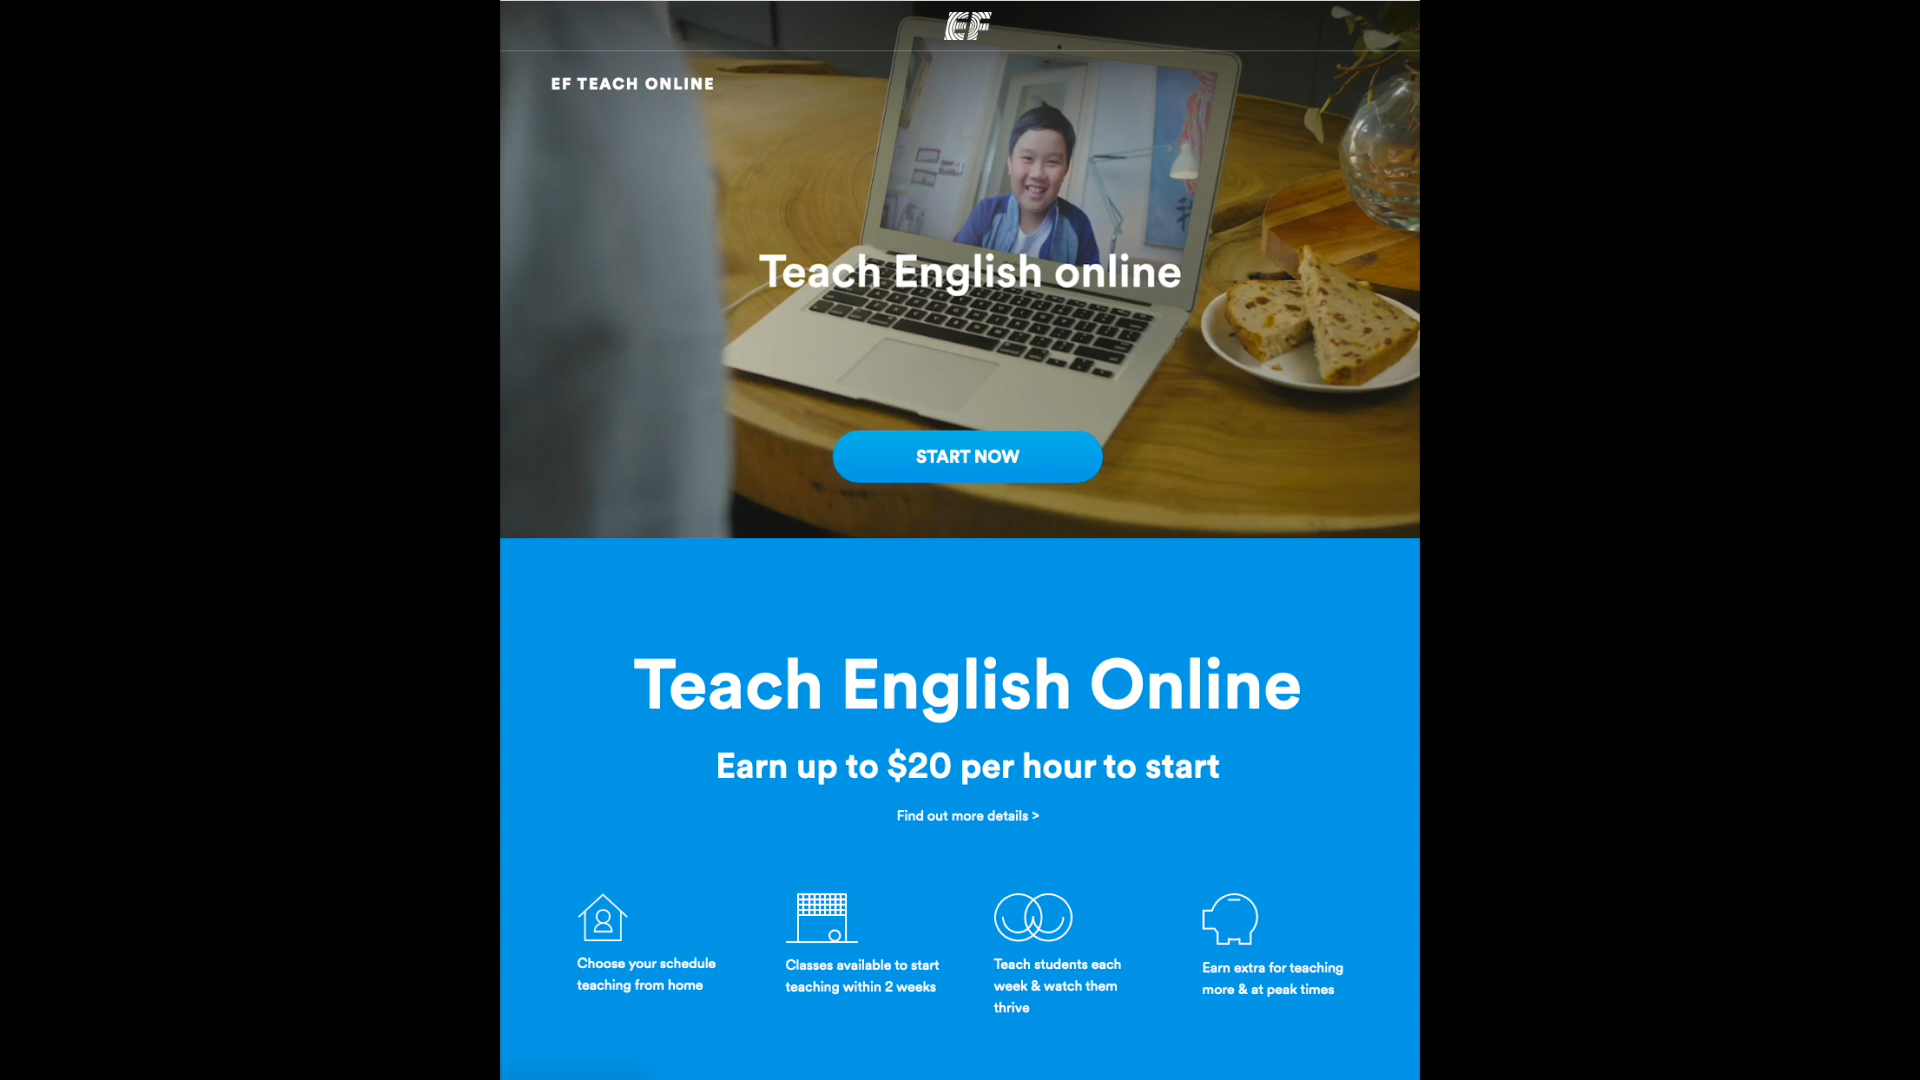 EF
EF TEACH ONLINE
Teach English online
START NOW
Teach English Online
Earn up to $20 per hour to start
Find out more details >
Choose your schedule
teaching from home
Classes available to start
teaching within 2 weeks
Teach students each
week & watch them
thrive
Earn extra for teaching
more & at peak times